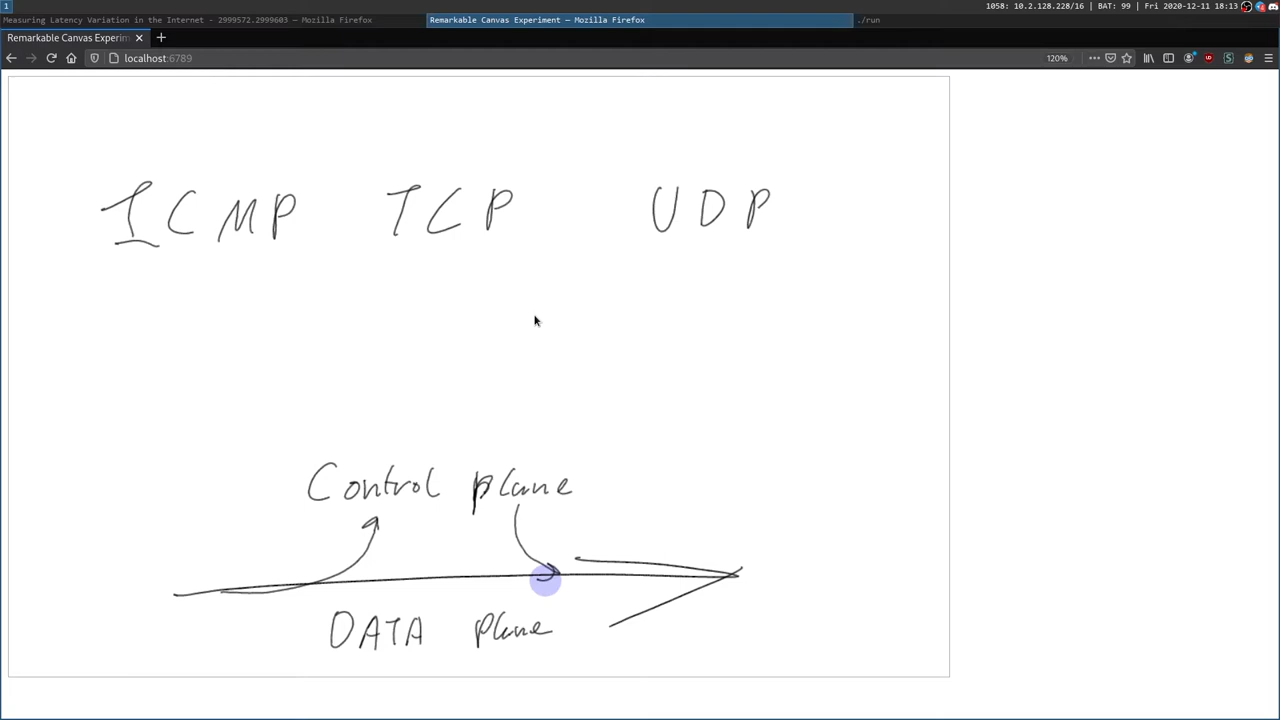 1
1058: 10.2.128.228/16 | BAT: 99 | Fri 2020-12-11 18:13
Measuring Latency Variation in the Internet - 2999572.2999603 — Mozilla Firefox
Remarkable Canvas Experiment — Mozilla Firefox
./run
Remarkable Canvas Experim
localhost:6789
120%
ICMP TCP UDP
Control plane
DATA plane